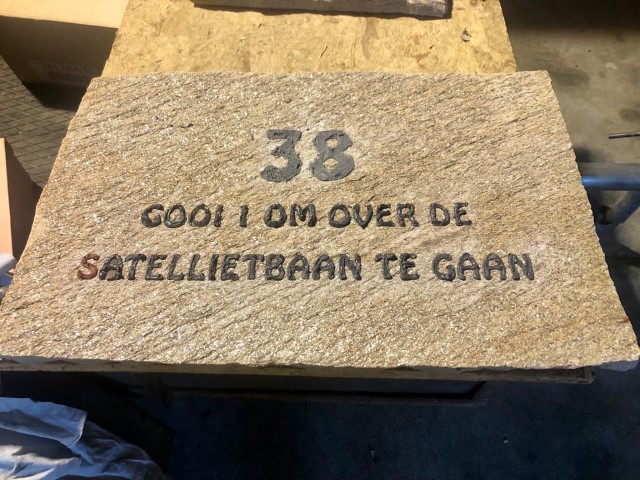 38
GOOI 1 OM OVER DE
SATELLIETBAAN TE GAAN